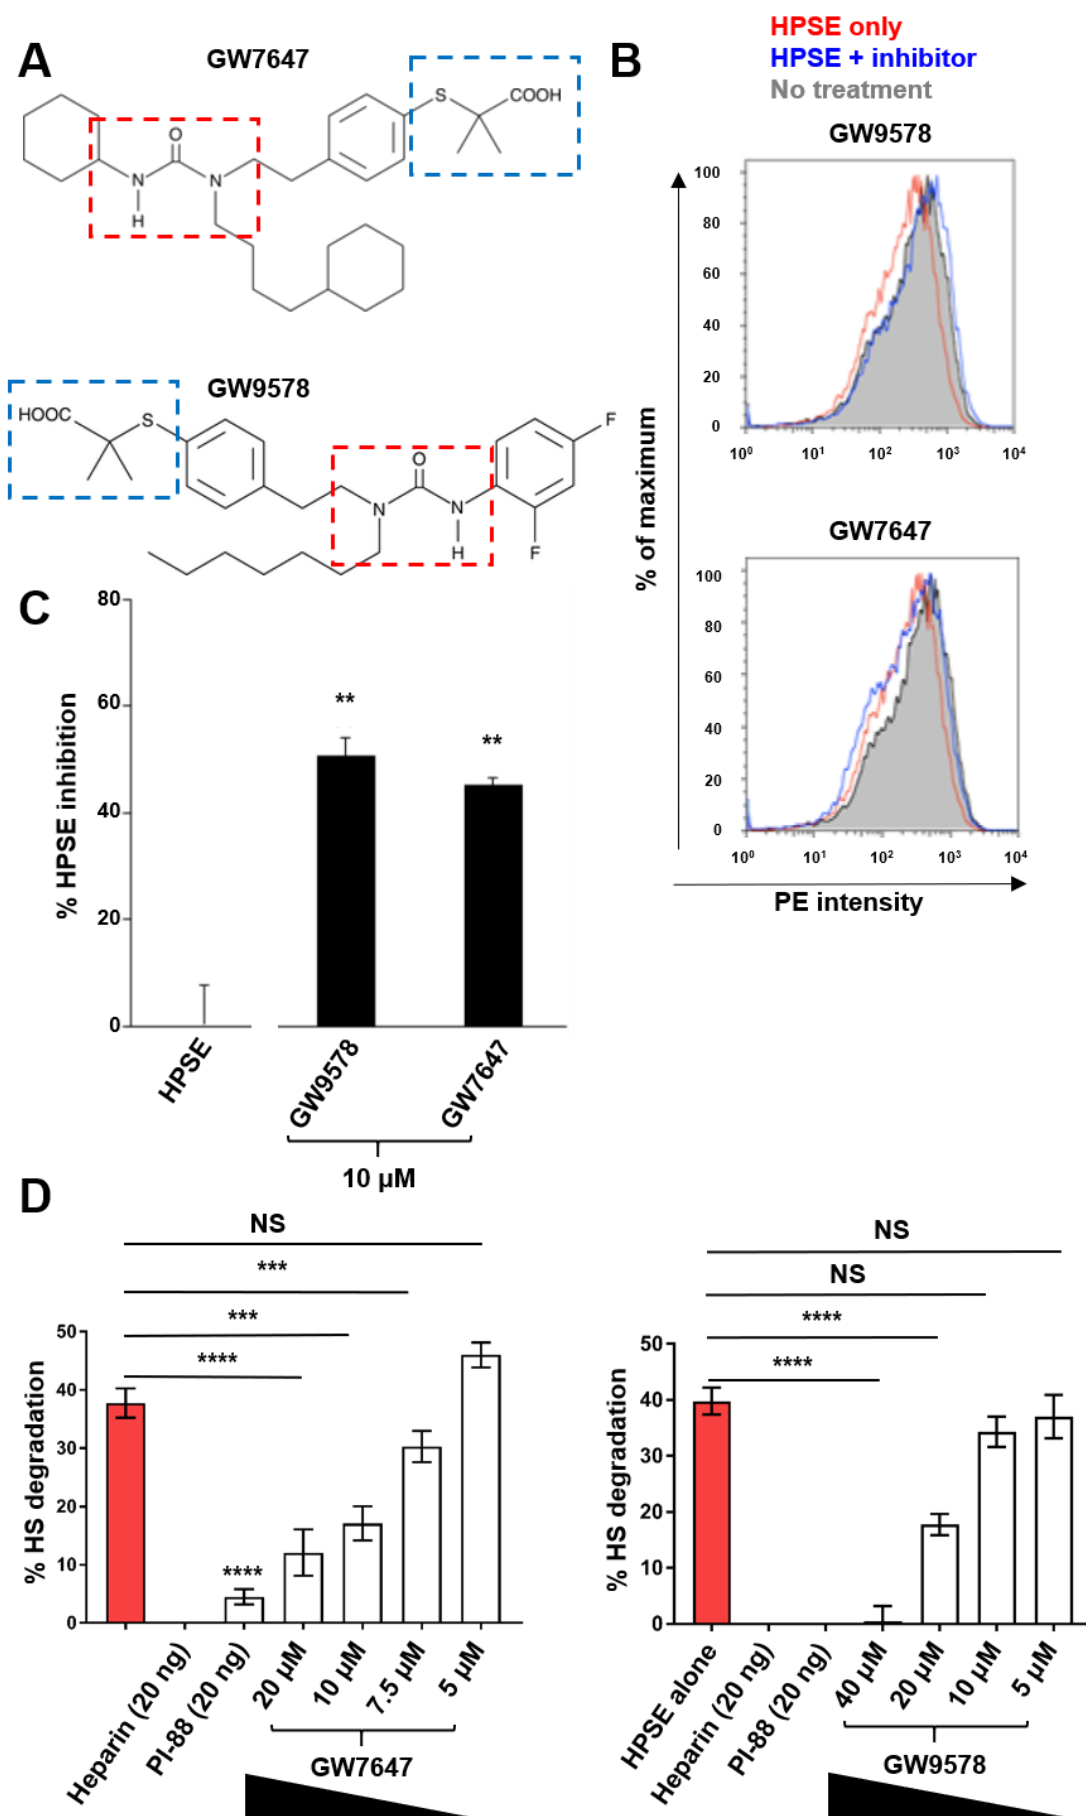 A
GW7647
S
COOH
O
N
H
N
GW9578
HOOC
S
F
O
N
N
H
F
B
HPSE only
HPSE + inhibitor
No treatment
GW9578
100
80
60
40
20
0
10⁰ 10¹ 10² 10³ 10⁴
% of maximum
GW7647
100
80
60
40
20
0
10⁰ 10¹ 10² 10³ 10⁴
PE intensity
C
80
60
40
20
0
% HPSE inhibition
**
**
HPSE
GW9578
GW7647
10 µM
D
NS
***
***
****
50
40
30
20
10
0
% HS degradation
****
Heparin (20 ng)
PI-88 (20 ng)
20 µM
10 µM
7.5 µM
5 µM
GW7647
NS
NS
****
****
50
40
30
20
10
0
% HS degradation
HPSE alone
Heparin (20 ng)
PI-88 (20 ng)
40 µM
20 µM
10 µM
5 µM
GW9578